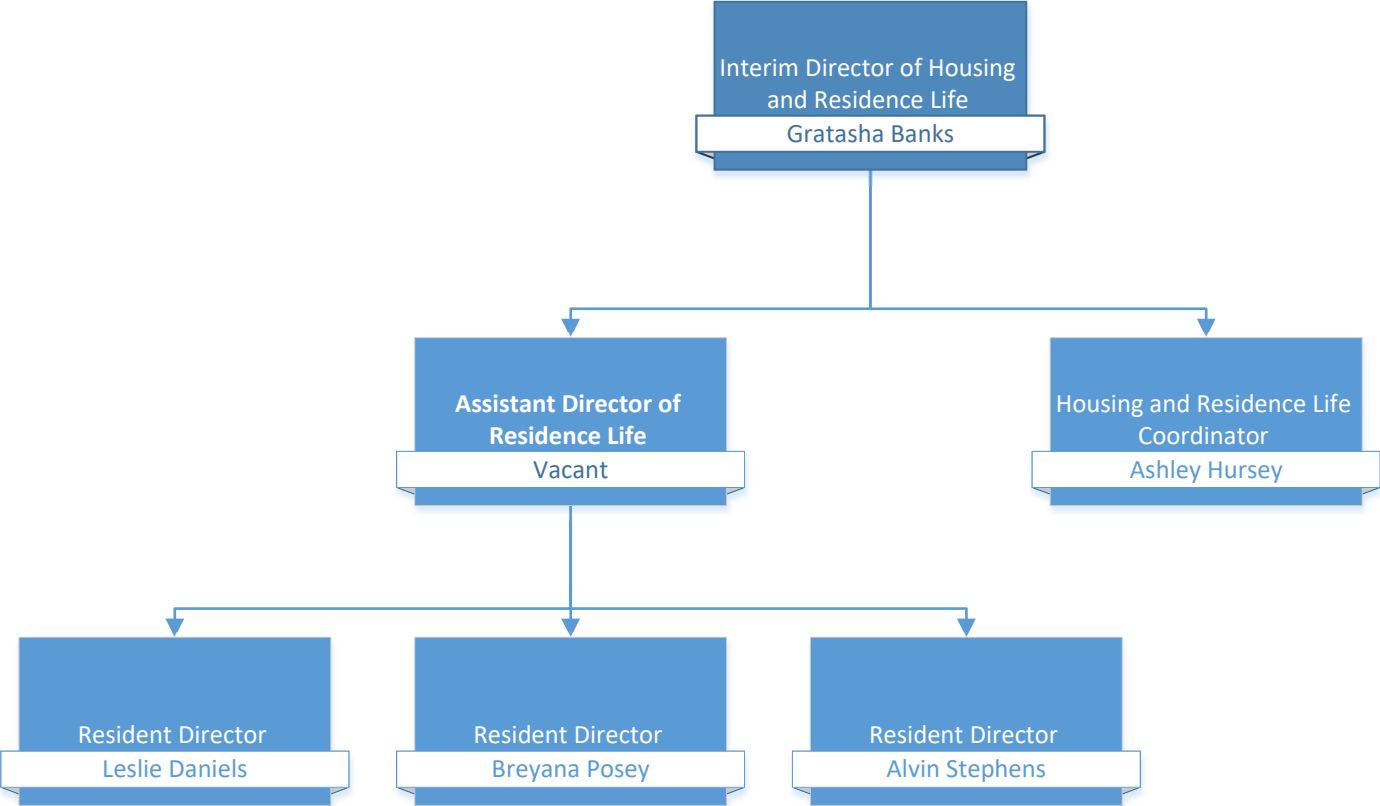 Interim Director of Housing
and Residence Life
Gratasha Banks
Assistant Director of
Residence Life
Vacant
Housing and Residence Life
Coordinator
Ashley Hursey
Resident Director
Leslie Daniels
Resident Director
Breyana Posey
Resident Director
Alvin Stephens